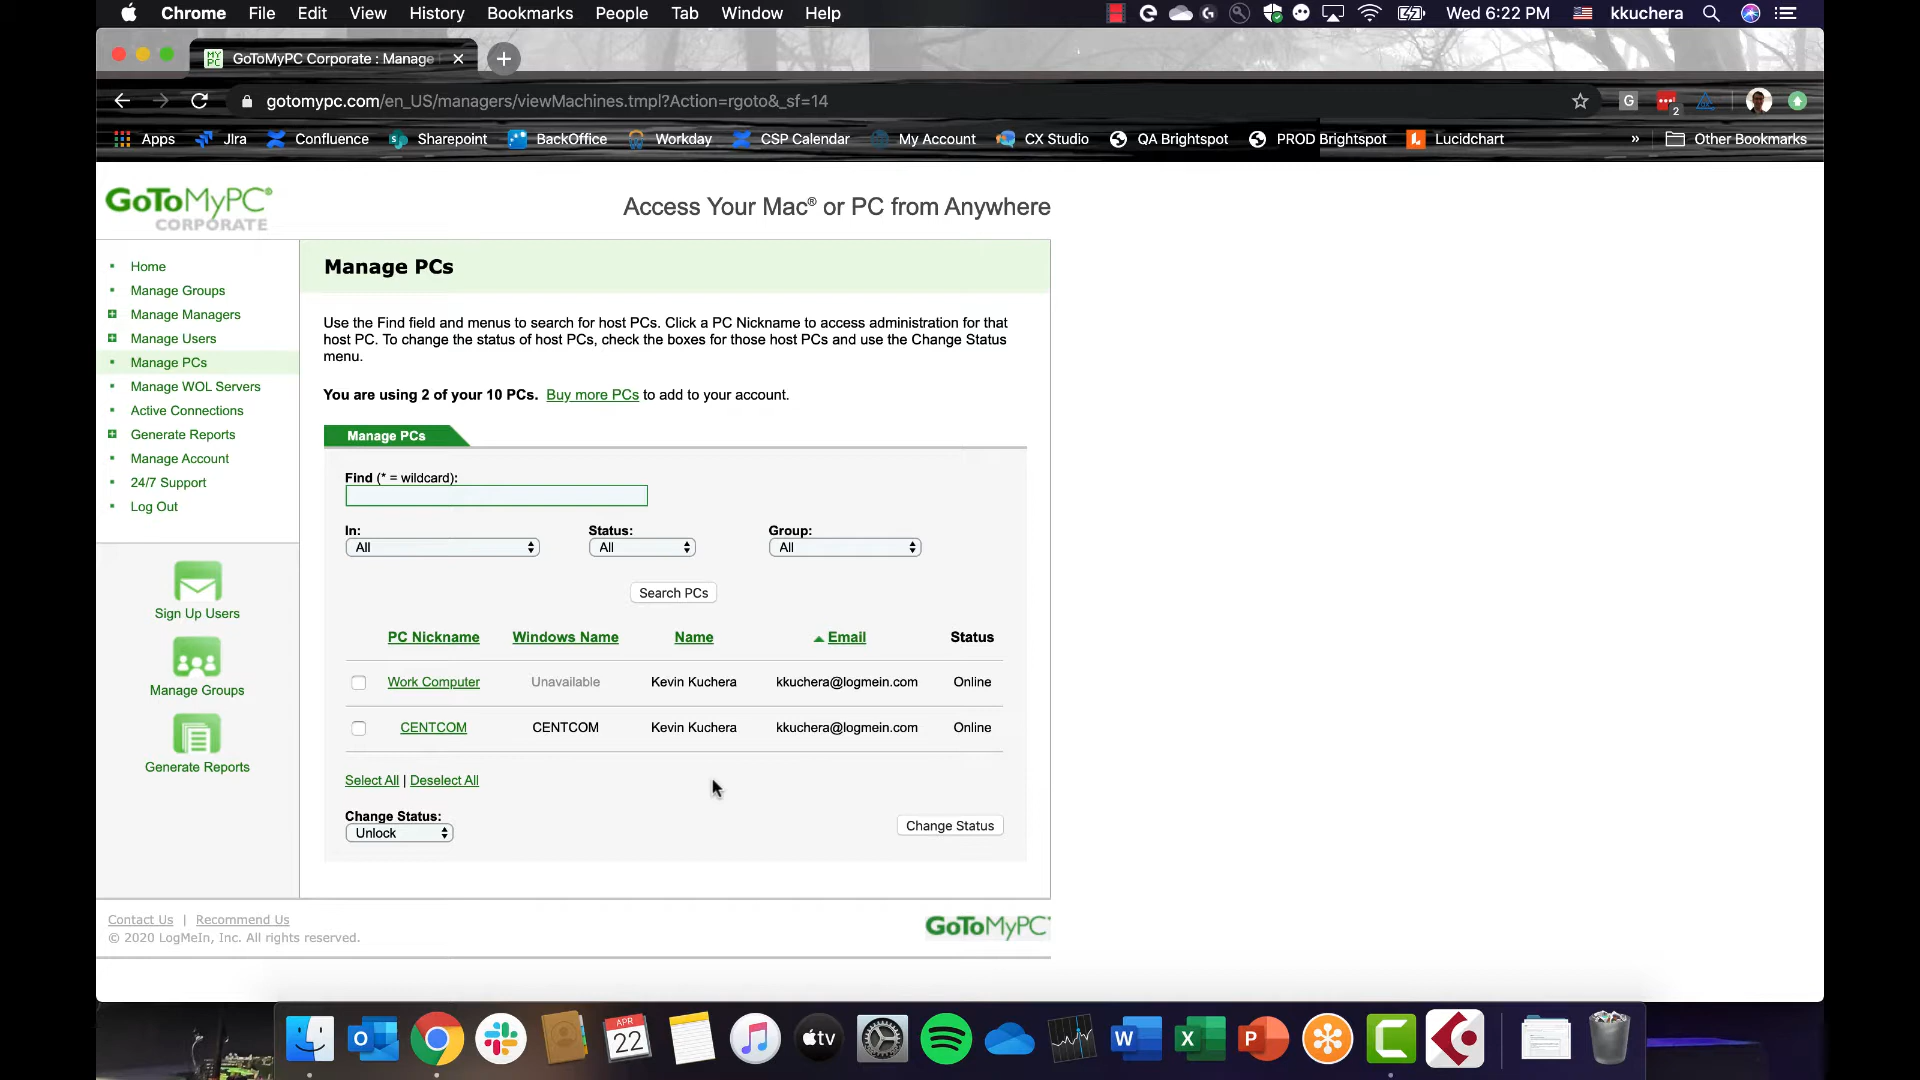 Chrome File Edit View History Bookmarks People Tab Window Help Wed 6:22 PM kkuchera
MY PC GoToMyPC Corporate : Manage
gotomypc.com/en_US/managers/viewMachines.tmpl?Action=rgoto&_sf=14 G 2
Apps Jira Confluence Sharepoint BackOffice Workday CSP Calendar My Account CX Studio QA Brightspot PROD Brightspot Lucidchart » Other Bookmarks
GoToMyPC®
CORPORATE
Access Your Mac® or PC from Anywhere
Home
Manage Groups
Manage Managers
Manage Users
Manage PCs
Manage WOL Servers
Active Connections
Generate Reports
Manage Account
24/7 Support
Log Out
Sign Up Users
Manage Groups
Generate Reports
Manage PCs
Use the Find field and menus to search for host PCs. Click a PC Nickname to access administration for that
host PC. To change the status of host PCs, check the boxes for those host PCs and use the Change Status
menu.
You are using 2 of your 10 PCs. Buy more PCs to add to your account.
Manage PCs
Find (* = wildcard):
In: Status: Group:
All All All
Search PCs
PC Nickname Windows Name Name Email Status
Work Computer Unavailable Kevin Kuchera kkuchera@logmein.com Online
CENTCOM CENTCOM Kevin Kuchera kkuchera@logmein.com Online
Select All | Deselect All
Change Status:
Unlock Change Status
Contact Us | Recommend Us
© 2020 LogMeIn, Inc. All rights reserved.
GoToMyPC
APR
22
tv
W X P C